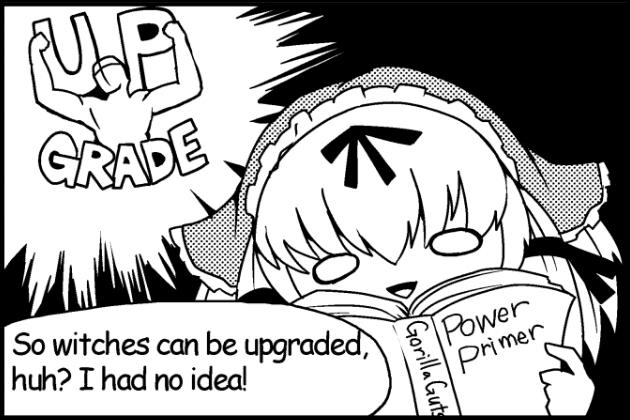 UP
GRADE
Power
Primer
Gorilla Guts
So witches can be upgraded,
huh? I had no idea!